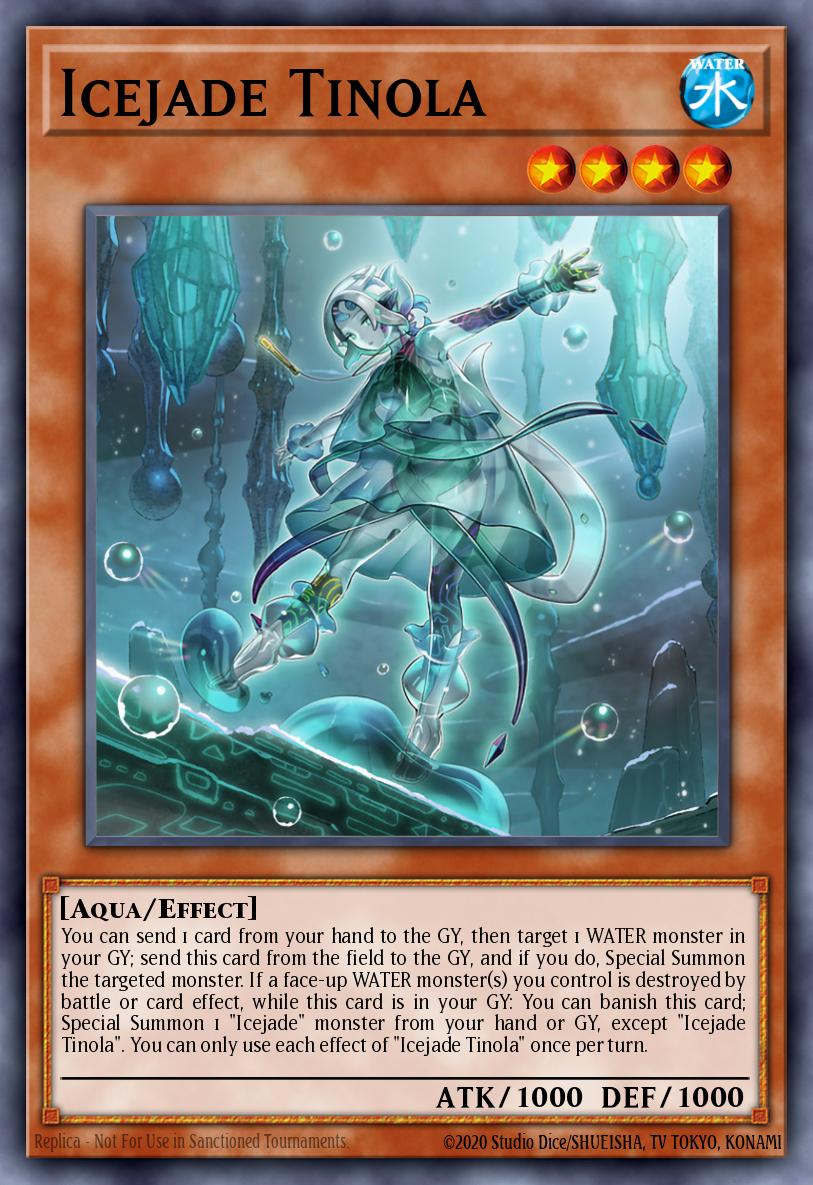 Icejade Tinola
WATER
水
[Aqua/Effect]
You can send 1 card from your hand to the GY, then target 1 WATER monster in
your GY; send this card from the field to the GY, and if you do, Special Summon
the targeted monster. If a face-up WATER monster(s) you control is destroyed by
battle or card effect, while this card is in your GY: You can banish this card;
Special Summon 1 "Icejade" monster from your hand or GY, except "Icejade
Tinola". You can only use each effect of "Icejade Tinola" once per turn.
ATK/1000 DEF/1000
Replica - Not For Use in Sanctioned Tournaments.
©2020 Studio Dice/SHUEISHA, TV TOKYO, KONAMI